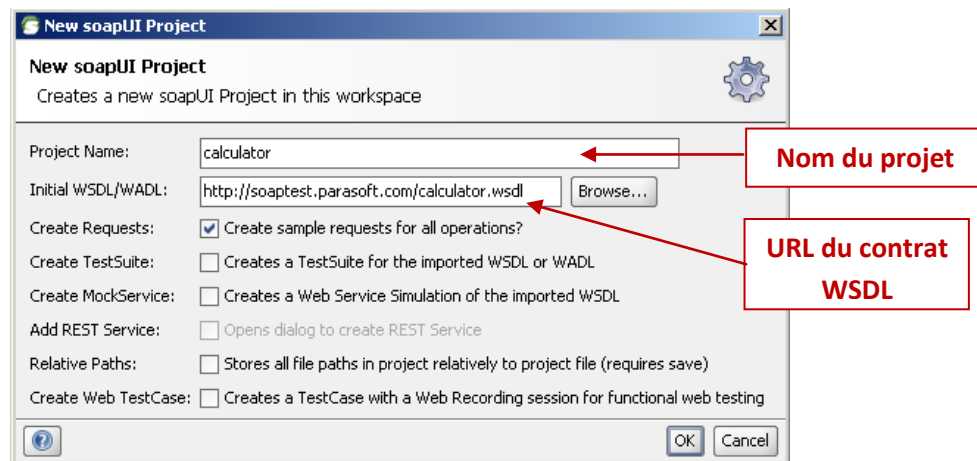 New soapUI Project
New soapUI Project
Creates a new soapUI Project in this workspace
Project Name: calculator
Nom du projet
Initial WSDL/WADL: http://soaptest.parasoft.com/calculator.wsdl Browse...
Create Requests: Create sample requests for all operations?
URL du contrat
WSDL
Create TestSuite: Creates a TestSuite for the imported WSDL or WADL
Create MockService: Creates a Web Service Simulation of the imported WSDL
Add REST Service: Opens dialog to create REST Service
Relative Paths: Stores all file paths in project relatively to project file (requires save)
Create Web TestCase: Creates a TestCase with a Web Recording session for functional web testing
OK Cancel